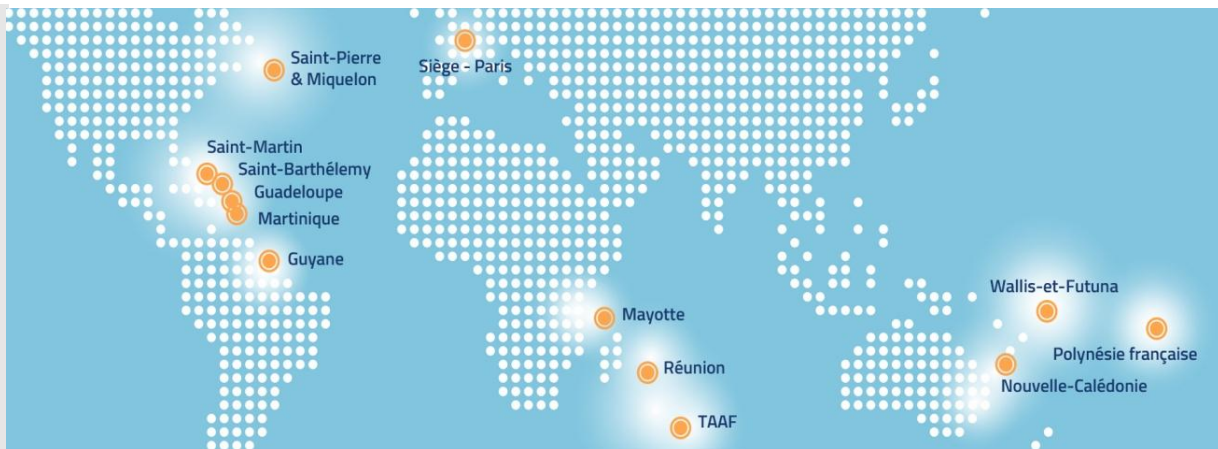 Saint-Pierre
& Miquelon
Siège - Paris
Saint-Martin
Saint-Barthélemy
Guadeloupe
Martinique
Guyane
Mayotte
Réunion
TAAF
Wallis-et-Futuna
Polynésie française
Nouvelle-Calédonie